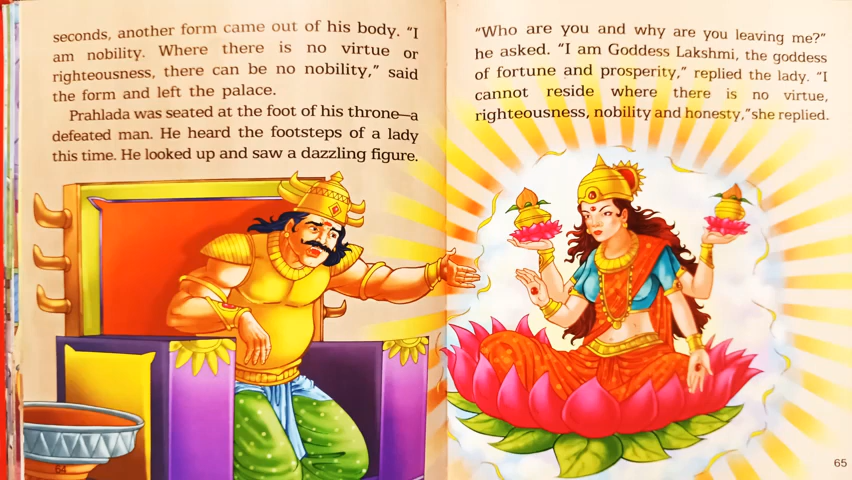 seconds, another form came out of his body. “I
am nobility. Where there is no virtue or
righteousness, there can be no nobility,” said
the form and left the palace.
Prahlada was seated at the foot of his throne—a
defeated man. He heard the footsteps of a lady
this time. He looked up and saw a dazzling figure.
64
“Who are you and why are you leaving me?”
he asked. “I am Goddess Lakshmi, the goddess
of fortune and prosperity,” replied the lady. “I
cannot reside where there is no virtue,
righteousness, nobility and honesty,”she replied.
65